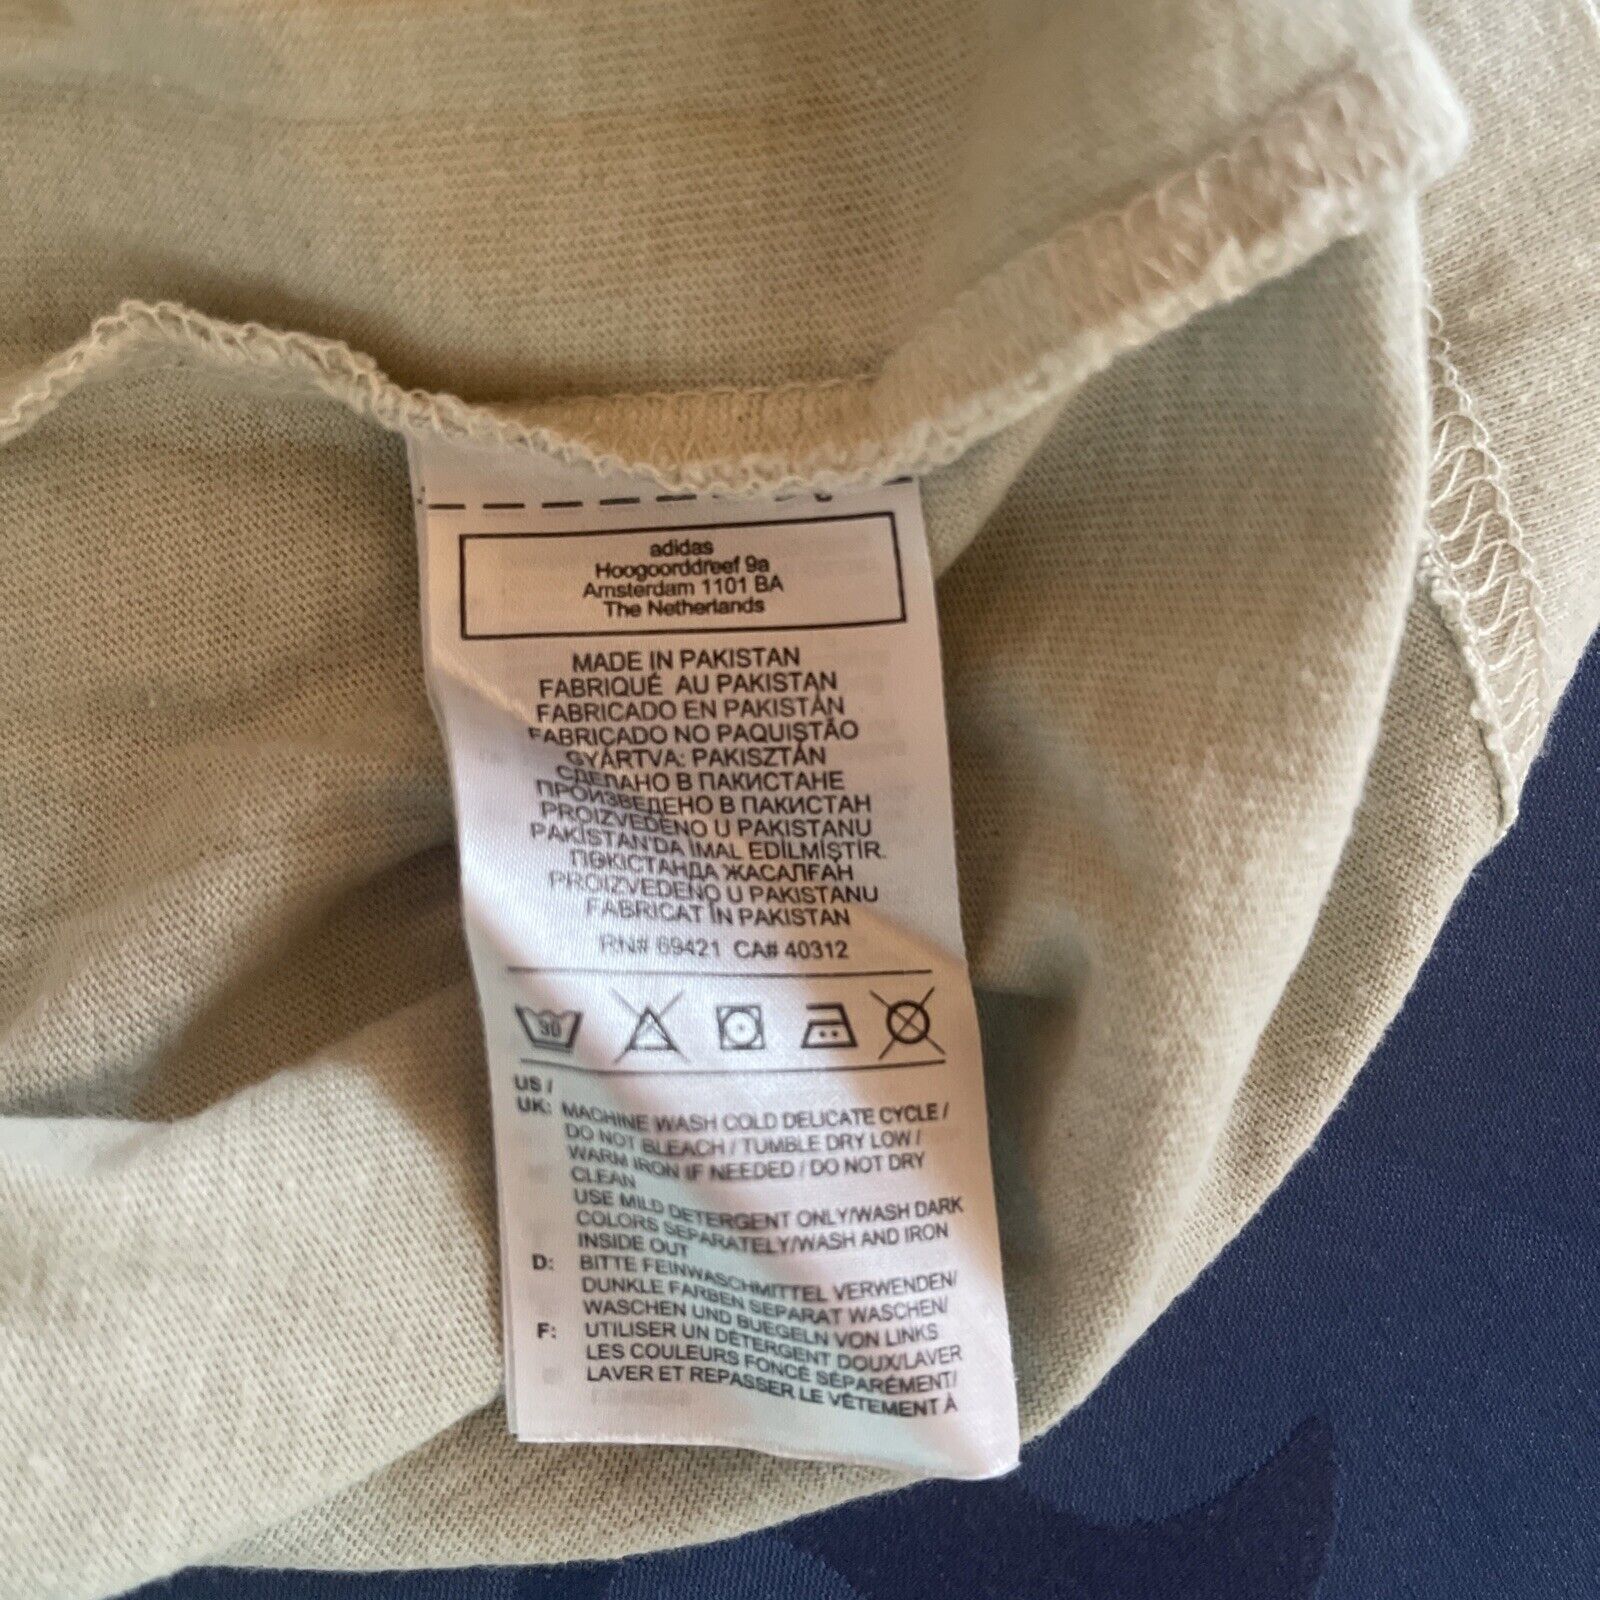 adidas
Hoogoorddreef 9a
Amsterdam 1101 BA
The Netherlands
MADE IN PAKISTAN
FABRIQUÉ AU PAKISTAN
FABRICADO EN PAKISTÁN
FABRICADO NO PAQUISTÃO
GYÁRTVA: PAKISZTÁN
СДЕЛАНО В ПАКИСТАНЕ
ПРОИЗВЕДЕНО В ПАКИСТАН
PROIZVEDENO U PAKISTANU
PAKİSTAN'DA İMAL EDİLMİŞTİR.
ПӘКІСТАНДА ЖАСАЛҒАН
PROIZVEDENO U PAKISTANU
FABRICAT ÎN PAKISTAN
RN# 69421 CA# 40312
30
US /
UK: MACHINE WASH COLD DELICATE CYCLE /
DO NOT BLEACH / TUMBLE DRY LOW /
WARM IRON IF NEEDED / DO NOT DRY
CLEAN
USE MILD DETERGENT ONLY/WASH DARK
COLORS SEPARATELY/WASH AND IRON
INSIDE OUT
D: BITTE FEINWASCHMITTEL VERWENDEN/
DUNKLE FARBEN SEPARAT WASCHEN/
WASCHEN UND BUEGELN VON LINKS
F: UTILISER UN DÉTERGENT DOUX/LAVER
LES COULEURS FONCÉ SÉPARÉMENT/
LAVER ET REPASSER LE VÊTEMENT À